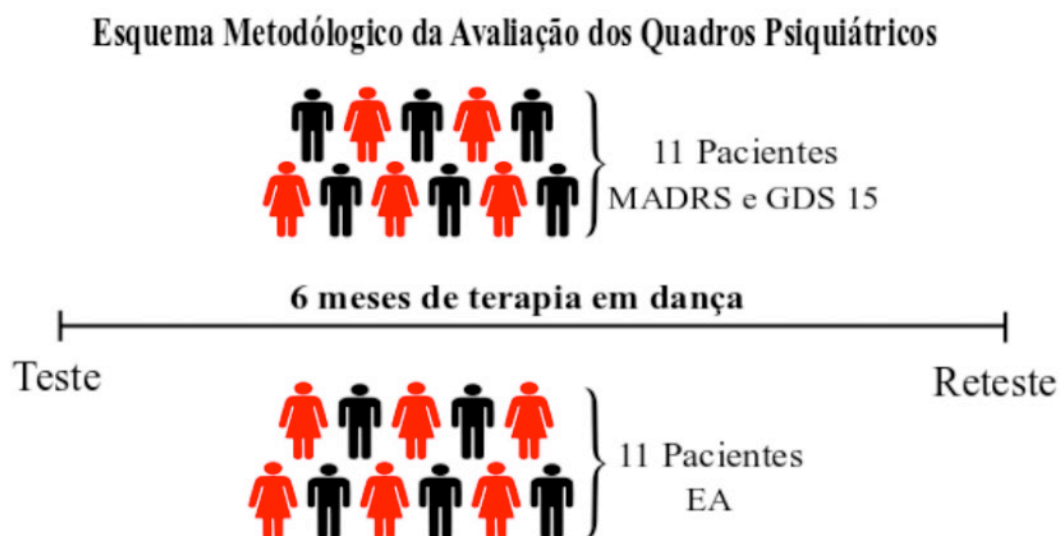 Esquema Metodólogico da Avaliação dos Quadros Psiquiátricos
11 Pacientes
MADRS e GDS 15
6 meses de terapia em dança
Teste
Reteste
11 Pacientes
EA